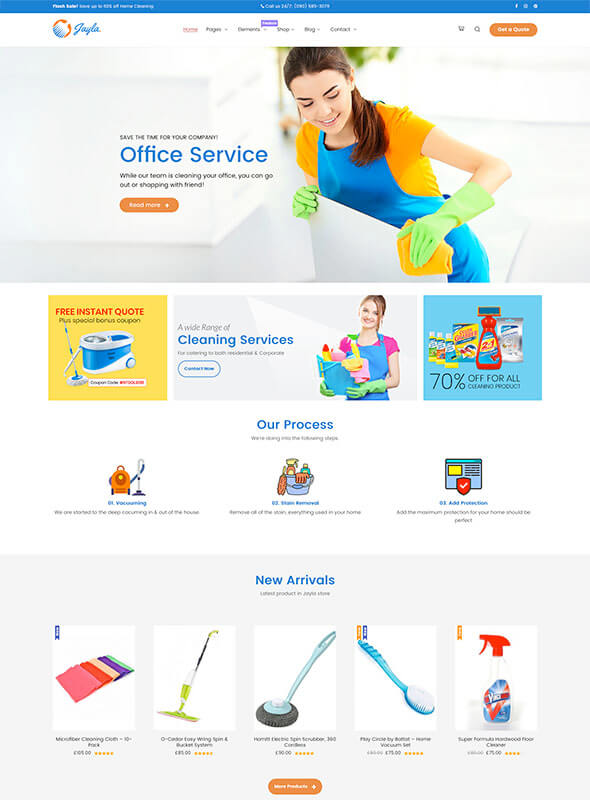 Flash Sale! Save up to 10% off Home Cleaning
Call us 24/7: (090) 585-3079
Jayla
Home Pages Elements Shop Blog Contact
Get a Quote
SAVE THE TIME FOR YOUR COMPANY!
Office Service
While our team is cleaning your office, you can go
out or shopping with friend!
Read more
FREE INSTANT QUOTE
Plus special bonus coupon
A wide Range of
Cleaning Services
For catering to both residential & Corporate
Contact Now
2in1
70% OFF FOR ALL
CLEANING PRODUCT
Our Process
We're doing into the following steps.
01. Vacuuming
We are started to the deep cacuming in & out of the house.
02. Stain Removal
Remove all of the stain, everything used in your home
03. Add Protection
Add the maximum protection for your home should be
perfect
New Arrivals
Latest product in Jayla store
Microfiber Cleaning Cloth – 10-
Pack
£105.00
O-Cedar Easy Wring Spin &
Bucket System
£85.00
Homitt Electric Spin Scrubber, 360
Cordless
£90.00
Play Circle by Battat – Home
Vacuum Set
£80.00 £75.00
Super Formula Hardwood Floor
Cleaner
£80.00 £75.00
More Products